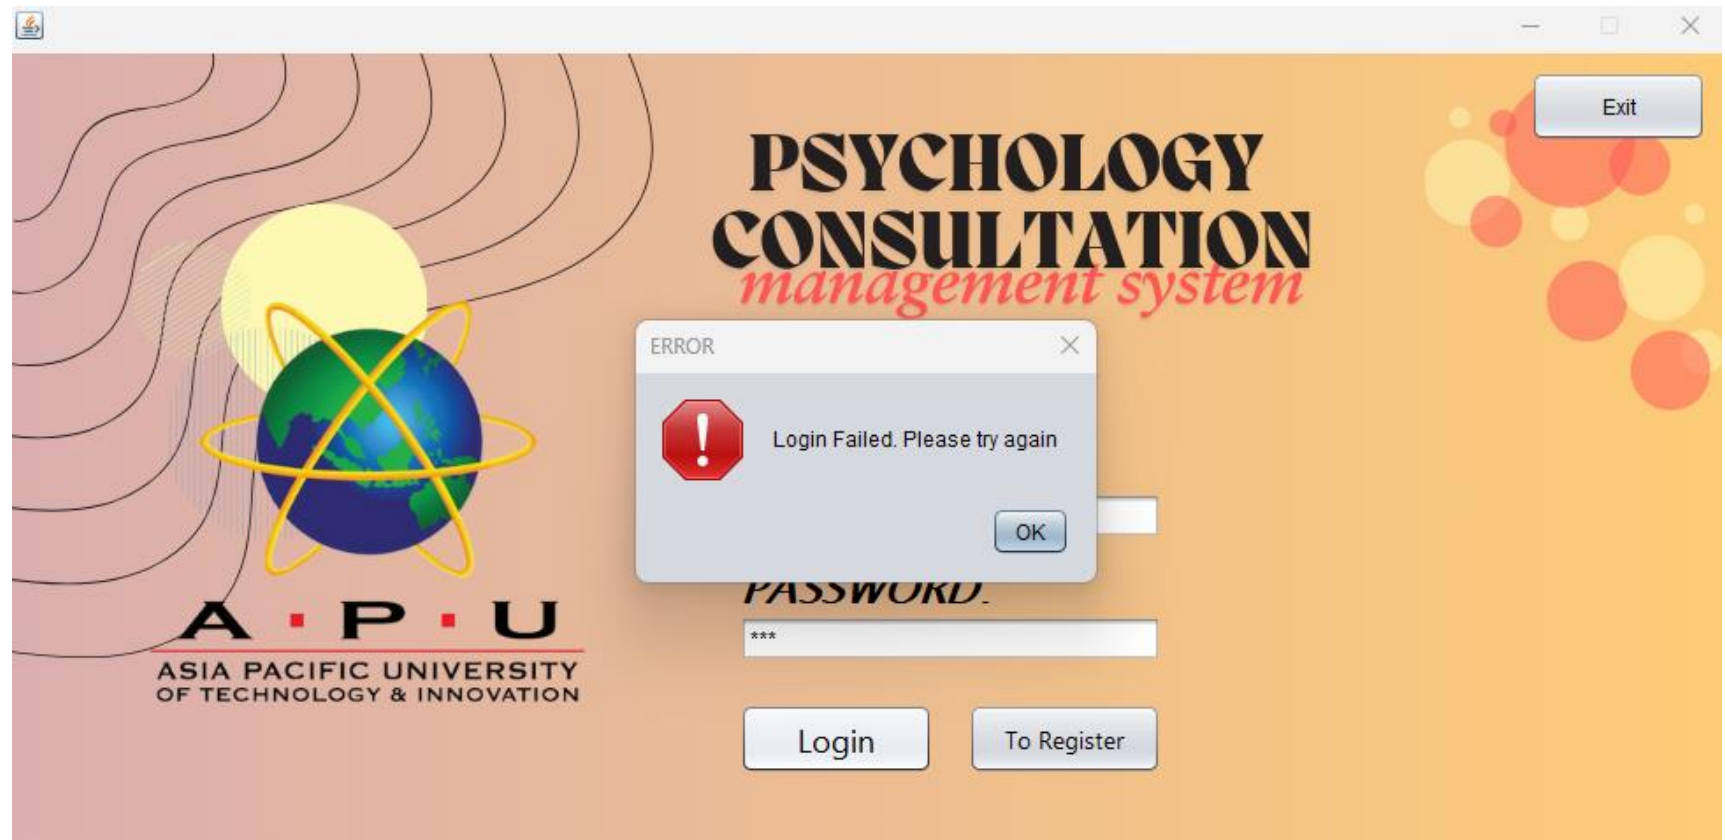 Exit
PSYCHOLOGY
CONSULTATION
management system
ERROR
Login Failed. Please try again
OK
PASSWORD:
***
A·P·U
ASIA PACIFIC UNIVERSITY
OF TECHNOLOGY & INNOVATION
Login
To Register